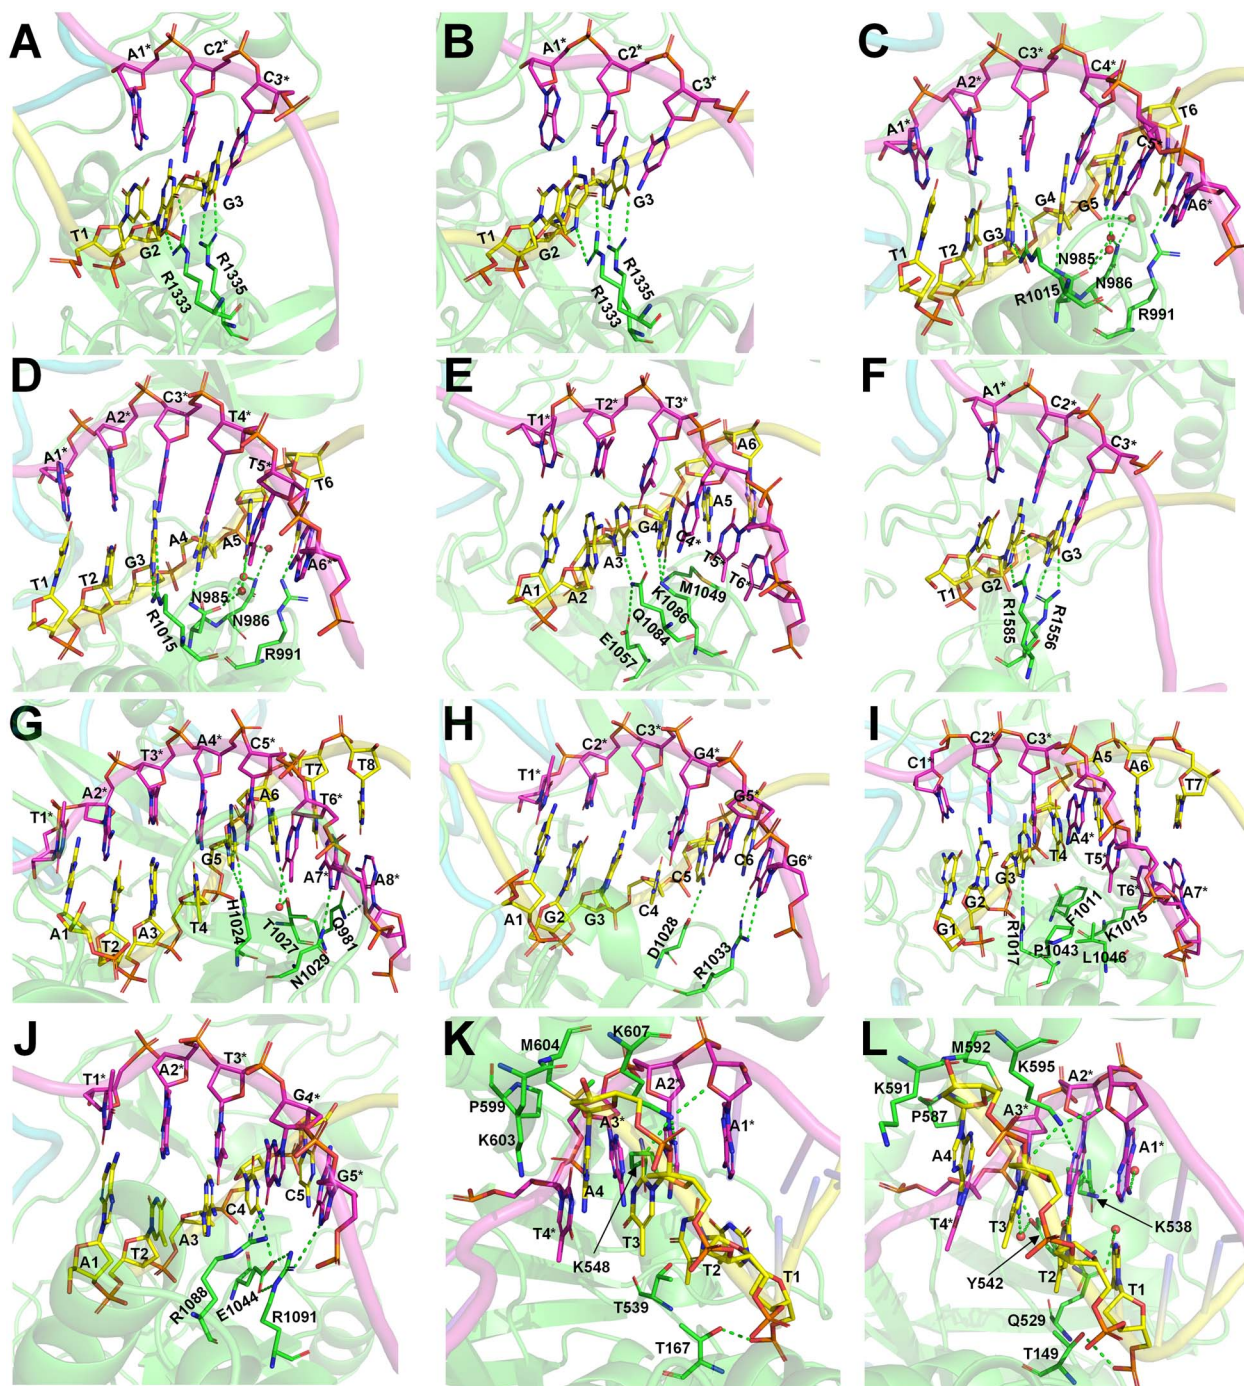 A
A1*
C2*
C3*
T1
G2
G3
R1333
R1335
B
A1*
C2*
C3*
T1
G2
G3
R1333
R1335
C
A1*
A2*
C3*
C4*
C5*
T6
A6*
T1
T2
G3
G4
G5
N985
N986
R1015
R991
D
A1*
A2*
C3*
T4*
T5*
T6
A6*
T1
T2
G3
A4
A5
N985
N986
R1015
R991
E
T1*
T2*
T3*
A6
A5
G4
C4*
T5*
T6*
A1
A2
A3
M1049
K1086
Q1084
E1057
F
A1*
C2*
C3*
T1
G2
G3
R1585
R1556
G
T1*
A2*
T3*
A4*
C5*
T7
T8
A6
T6*
G5
A7*
A8*
A1
T2
A3
T4
H1024
T1027
Q981
N1029
H
T1*
C2*
C3*
G4*
G5*
C6
G6*
A1
G2
G3
C4
C5
D1028
R1033
I
C1*
C2*
C3*
A5
A6
T7
A4*
T4
G3
T5*
T6*
A7*
G2
G1
F1011
K1015
R1017
P1043
L1046
J
T1*
A2*
T3*
G4*
G5*
C5
C4
A3
T2
A1
R1088
E1044
R1091
K
K607
M604
A2*
P599
A3*
A1*
K603
A4
T4*
T3
K548
T2
T1
T539
T167
L
M592
K595
K591
A2*
P587
A3*
A1*
A4
T4*
T3
K538
Y542
T2
T1
Q529
T149